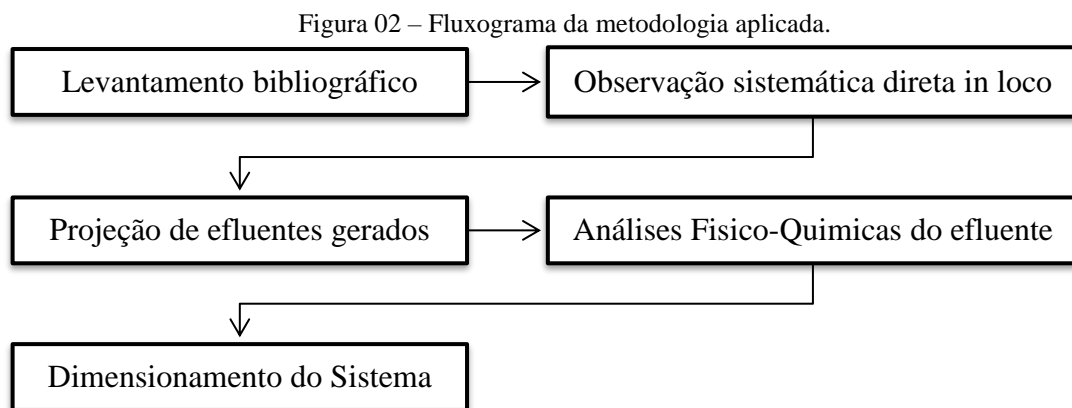 Figura 02 – Fluxograma da metodologia aplicada.
Levantamento bibliográfico
Observação sistemática direta in loco
Projeção de efluentes gerados
Análises Fisico-Quimicas do efluente
Dimensionamento do Sistema